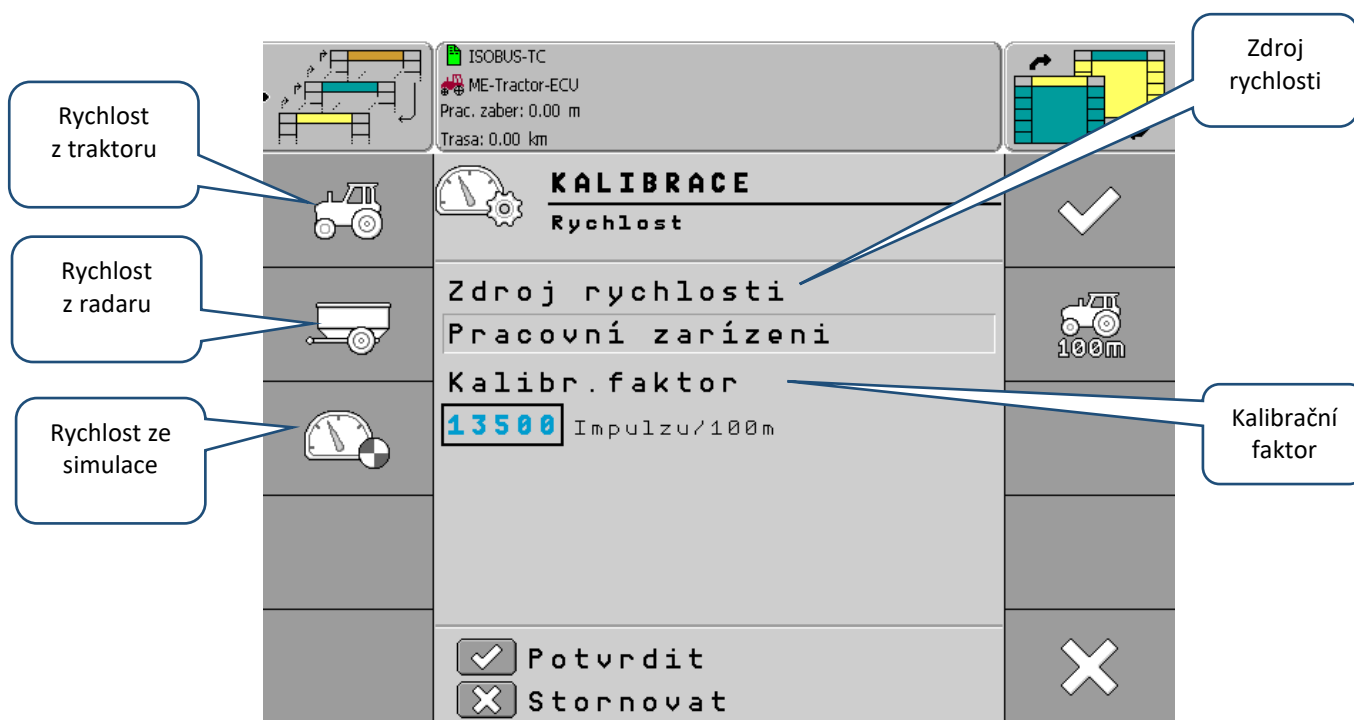 Zdroj
rychlosti
ISOBUS-TC
ME-Tractor-ECU
Prac. zaber: 0.00 m
Trasa: 0.00 km
Rychlost
z traktoru
KALIBRACE
Rychlost
Rychlost
z radaru
Zdroj rychlosti
Pracovní zarízeni
100m
Kalibr.faktor
13500 Impulzu/100m
Rychlost ze
simulace
Kalibrační
faktor
Potvrdit
Stornovat